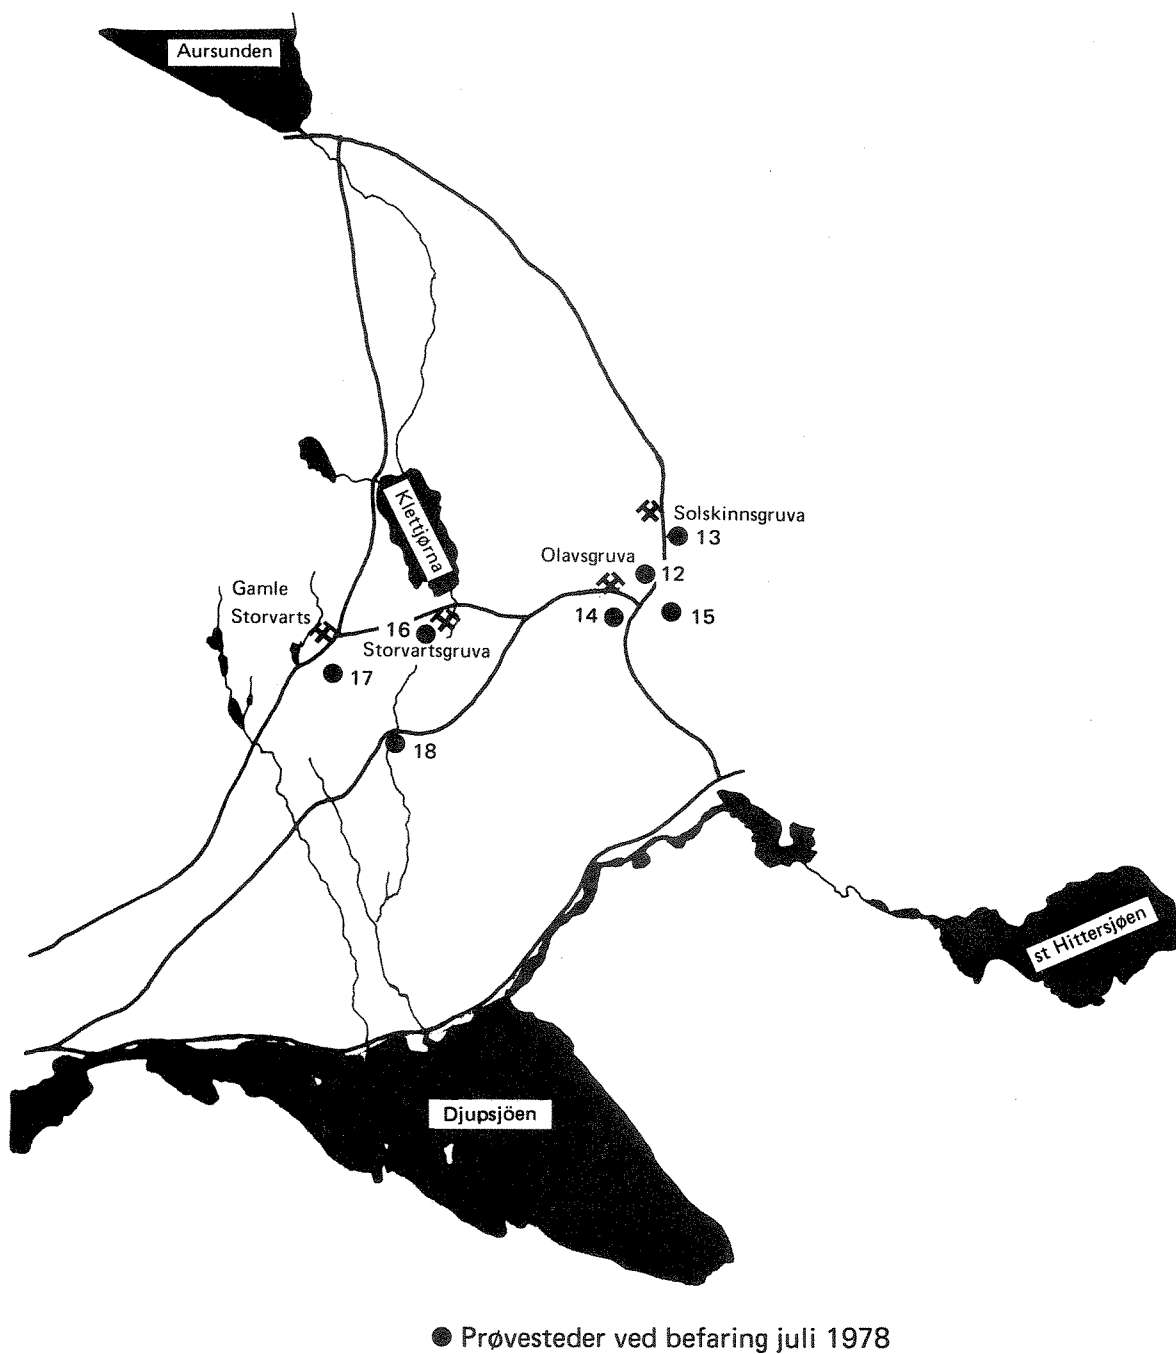 Aursunden
Klettjørna
Solskinnsgruva
13
Olavsgruva
12
Gamle
Storvarts
14
15
16
Storvartsgruva
17
18
st Hittersjøen
Djupsjöen
Prøvesteder ved befaring juli 1978